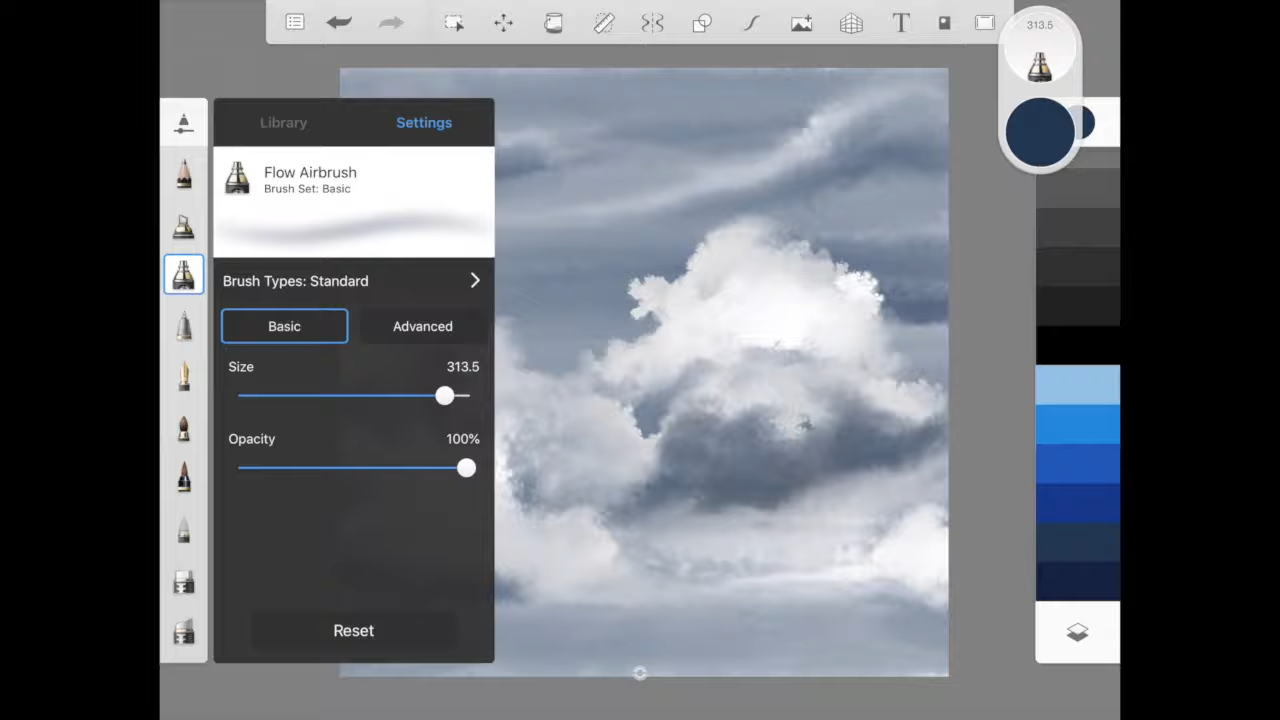 313.5
Library Settings
Flow Airbrush
Brush Set: Basic
Brush Types: Standard
Basic Advanced
Size 313.5
Opacity 100%
Reset